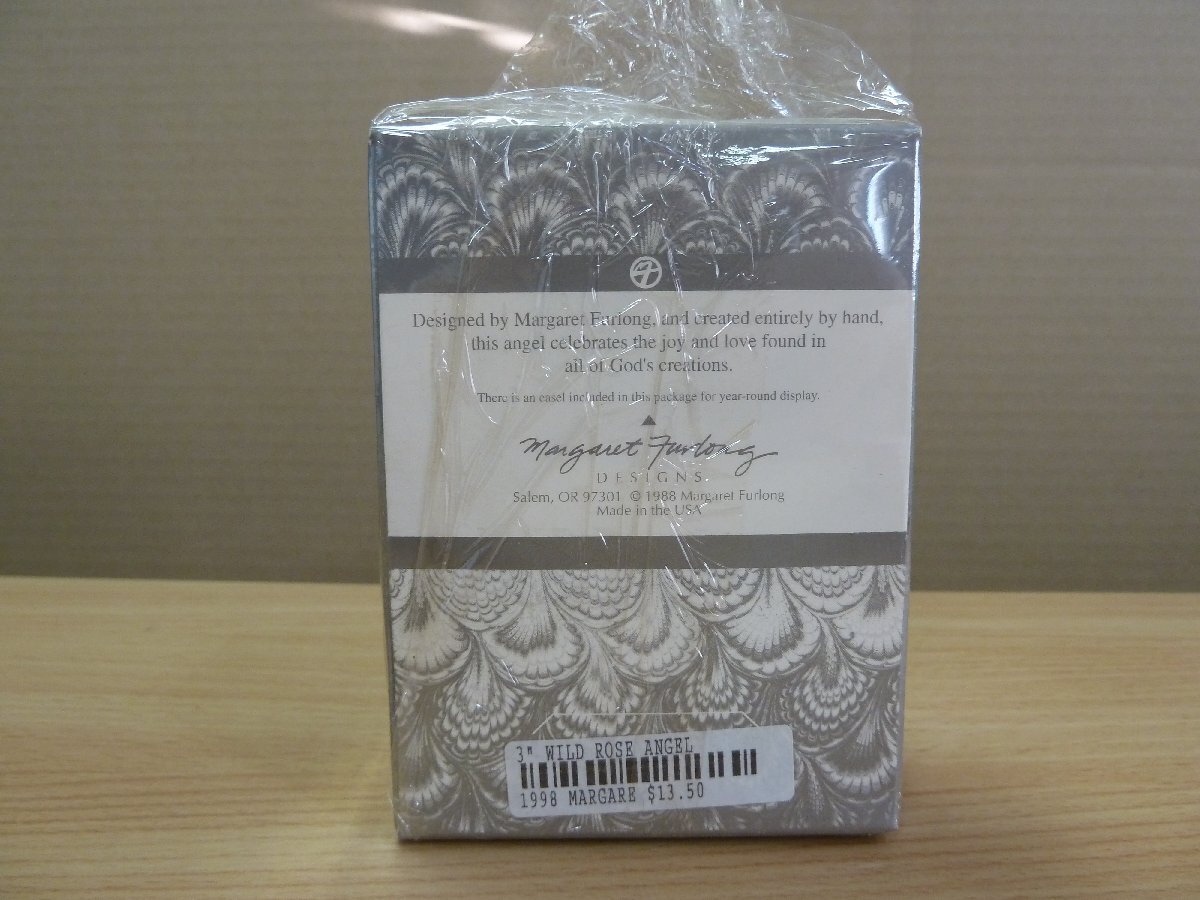 Designed by Margaret Furlong, and created entirely by hand,
this angel celebrates the joy and love found in
all of God's creations.
There is an easel included in this package for year-round display.
Margaret Furlong
DESIGNS
Salem, OR 97301 © 1988 Margaret Furlong
Made in the USA
3" WILD ROSE ANGEL
1998 MARGARE $13.50